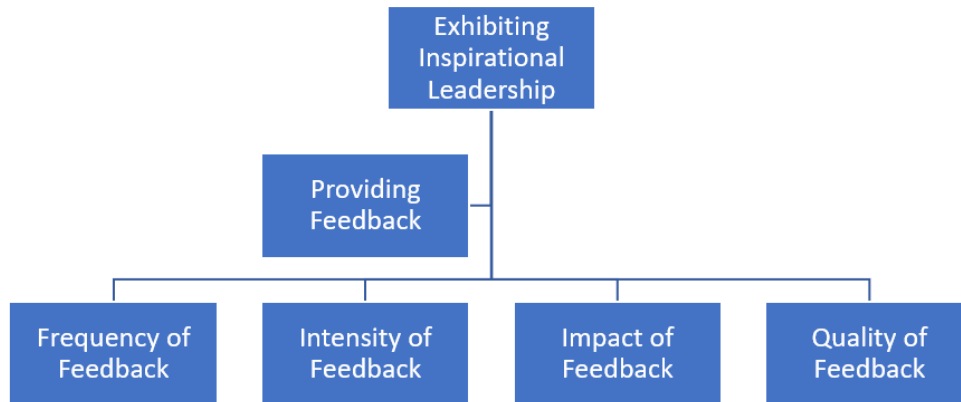 Exhibiting
Inspirational
Leadership
Providing
Feedback
Frequency of
Feedback
Intensity of
Feedback
Impact of
Feedback
Quality of
Feedback